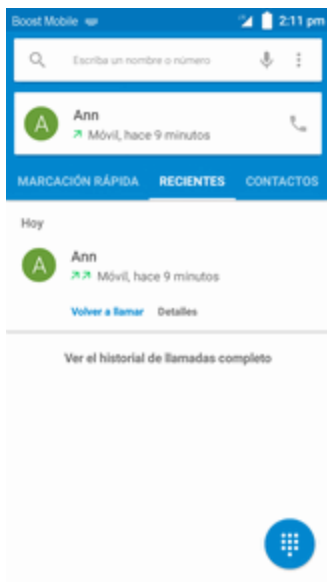 Boost Mobile 2:11 pm
Escriba un nombre o número
A
Ann
Móvil, hace 9 minutos
MARCACIÓN RÁPIDA RECIENTES CONTACTOS
Hoy
A
Ann
Móvil, hace 9 minutos
Volver a llamar Detalles
Ver el historial de llamadas completo